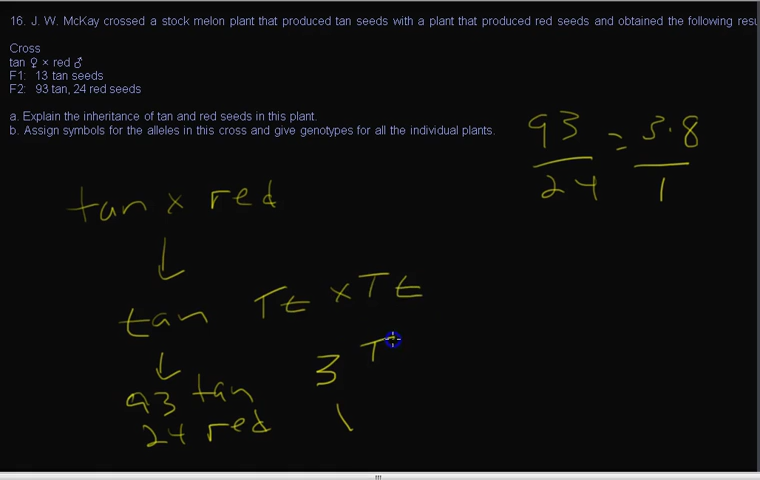 16. J. W. McKay crossed a stock melon plant that produced tan seeds with a plant that produced red seeds and obtained the following resu
Cross
tan ♀ × red ♂
F1: 13 tan seeds
F2: 93 tan, 24 red seeds
a. Explain the inheritance of tan and red seeds in this plant.
b. Assign symbols for the alleles in this cross and give genotypes for all the individual plants.
93/24 = 3.8/1
tan × red
↓
tan Tt × Tt
↓
93 tan 3 T
24 red 1